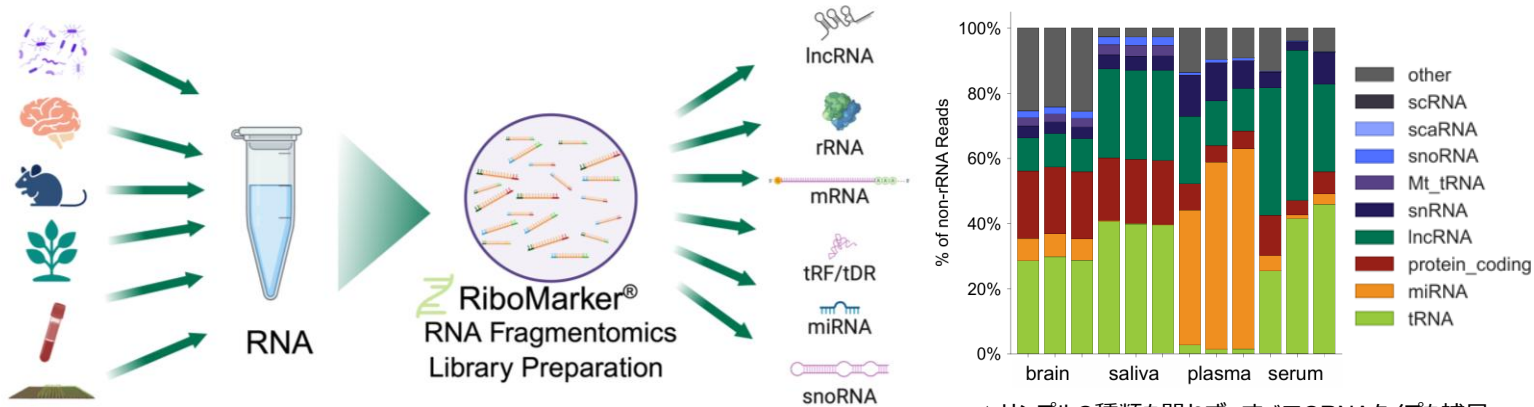 RNA
RiboMarker®
RNA Fragmentomics
Library Preparation
lncRNA
rRNA
mRNA
tRF/tDR
miRNA
snoRNA
% of non-rRNA Reads
100%
80%
60%
40%
20%
0%
brain saliva plasma serum
other
scRNA
scaRNA
snoRNA
Mt_tRNA
snRNA
lncRNA
protein_coding
miRNA
tRNA